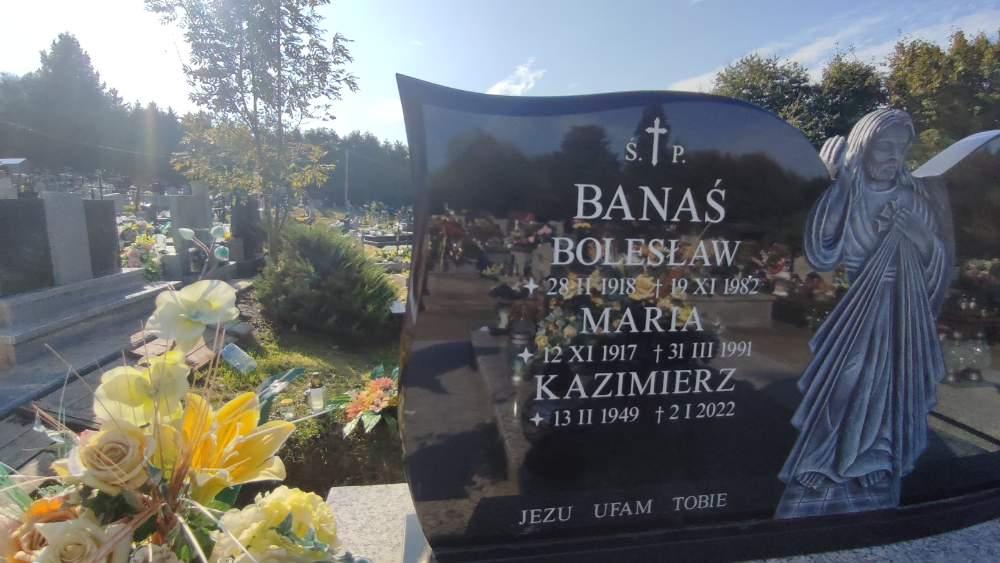 Ś. P.
BANAŚ
BOLESŁAW
28 II 1918 † 19 XI 1982
MARIA
12 XI 1917 † 31 III 1991
KAZIMIERZ
13 II 1949 † 2 I 2022
JEZU UFAM TOBIE